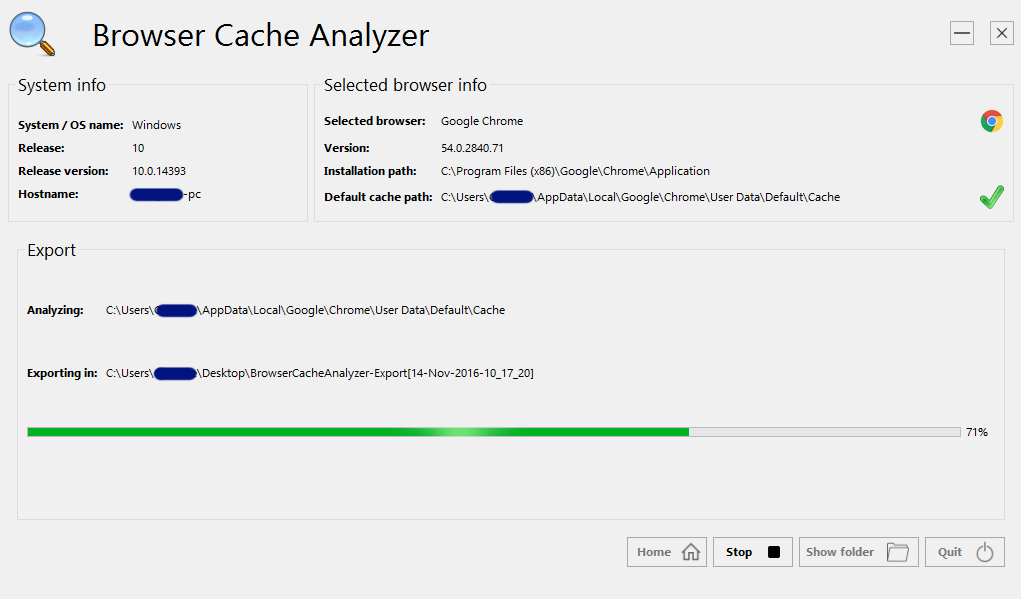 Browser Cache Analyzer
System info
System / OS name: Windows
Release: 10
Release version: 10.0.14393
Hostname: -pc
Selected browser info
Selected browser: Google Chrome
Version: 54.0.2840.71
Installation path: C:\Program Files (x86)\Google\Chrome\Application
Default cache path: C:\Users\ \AppData\Local\Google\Chrome\User Data\Default\Cache
Export
Analyzing: C:\Users\ \AppData\Local\Google\Chrome\User Data\Default\Cache
Exporting in: C:\Users\ \Desktop\BrowserCacheAnalyzer-Export[14-Nov-2016-10_17_20]
71%
Home Stop Show folder Quit